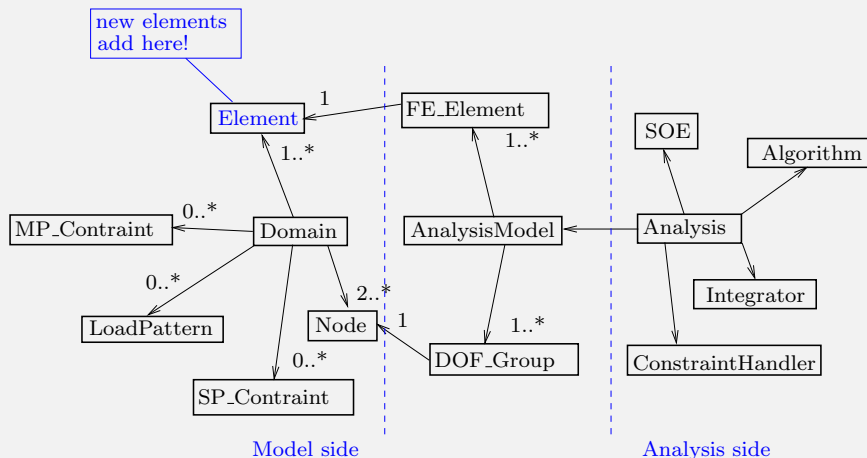 new elements
add here!
Element
1
FE_Element
1..*
1..*
SOE
Algorithm
0..*
MP_Contraint
Domain
AnalysisModel
Analysis
0..*
2..*
Integrator
LoadPattern
Node
1
1..*
0..*
DOF_Group
ConstraintHandler
SP_Contraint
Model side
Analysis side